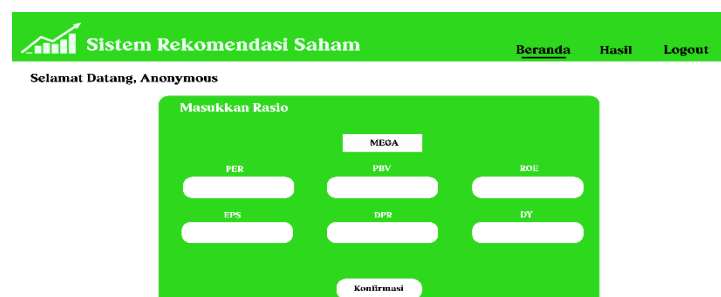 Sistem Rekomendasi Saham
Beranda Hasil Logout
Selamat Datang, Anonymous
Masukkan Rasio
MEGA
PER PBV ROE
EPS DPR DY
Konfirmasi